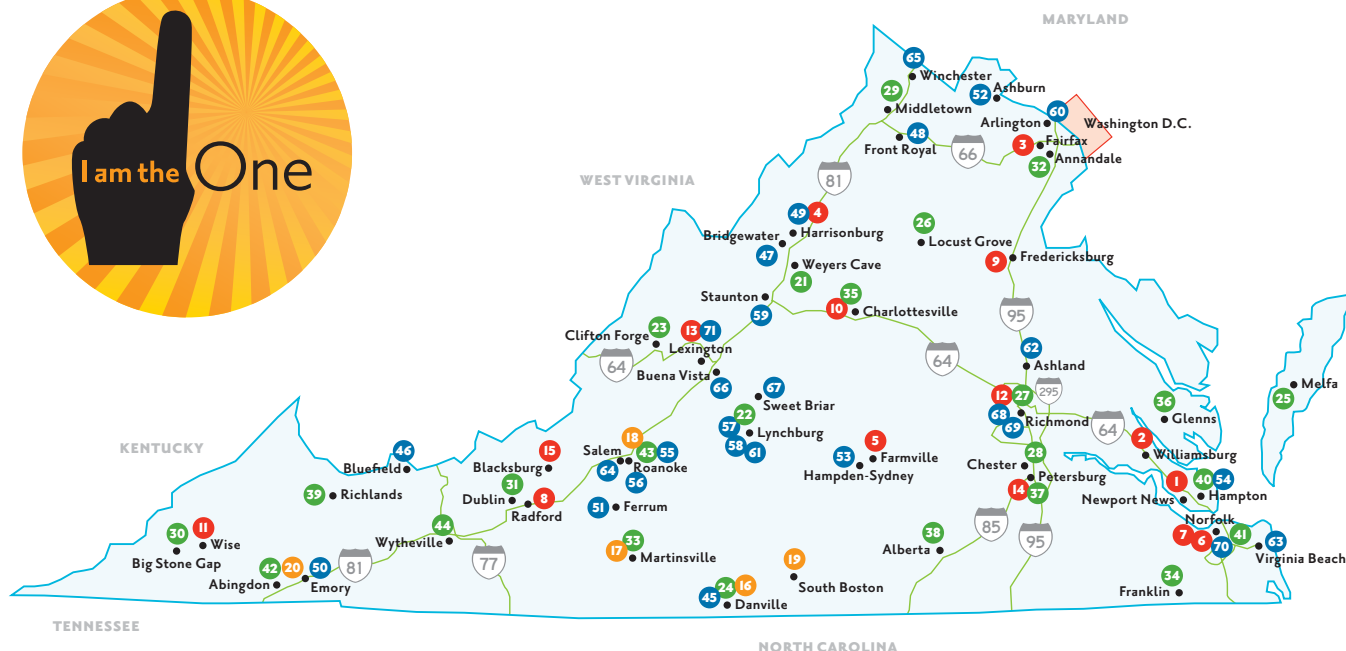 I am the One
MARYLAND
WEST VIRGINIA
KENTUCKY
TENNESSEE
NORTH CAROLINA
65
Winchester
29
Middletown
52
Ashburn
60
Arlington
Washington D.C.
3
Fairfax
Annandale
32
48
Front Royal
66
81
49 4
Harrisonburg
Bridgewater
47
26
Locust Grove
9
Fredericksburg
Weyers Cave
21
Staunton
59
35
10
Charlottesville
95
23
Clifton Forge
13 71
Lexington
64
Buena Vista
66
64
62
Ashland
295
67
Sweet Briar
22
57
Lynchburg
58 61
12 27
68
69
Richmond
64
36
Glenns
25
Melfa
2
Williamsburg
18
Salem
43 55
Roanoke
64
56
5
Farmville
53
Hampden-Sydney
28
Chester
Petersburg
14 37
1
Newport News
40 54
Hampton
46
Bluefield
15
Blacksburg
31
Dublin
8
Radford
51
Ferrum
39
Richlands
44
Wytheville
30
Big Stone Gap
11
Wise
42 20 50
Abingdon
Emory
81
77
17 33
Martinsville
45 24 16
Danville
19
South Boston
38
Alberta
85
95
Norfolk
7 6
70
41
63
Virginia Beach
34
Franklin